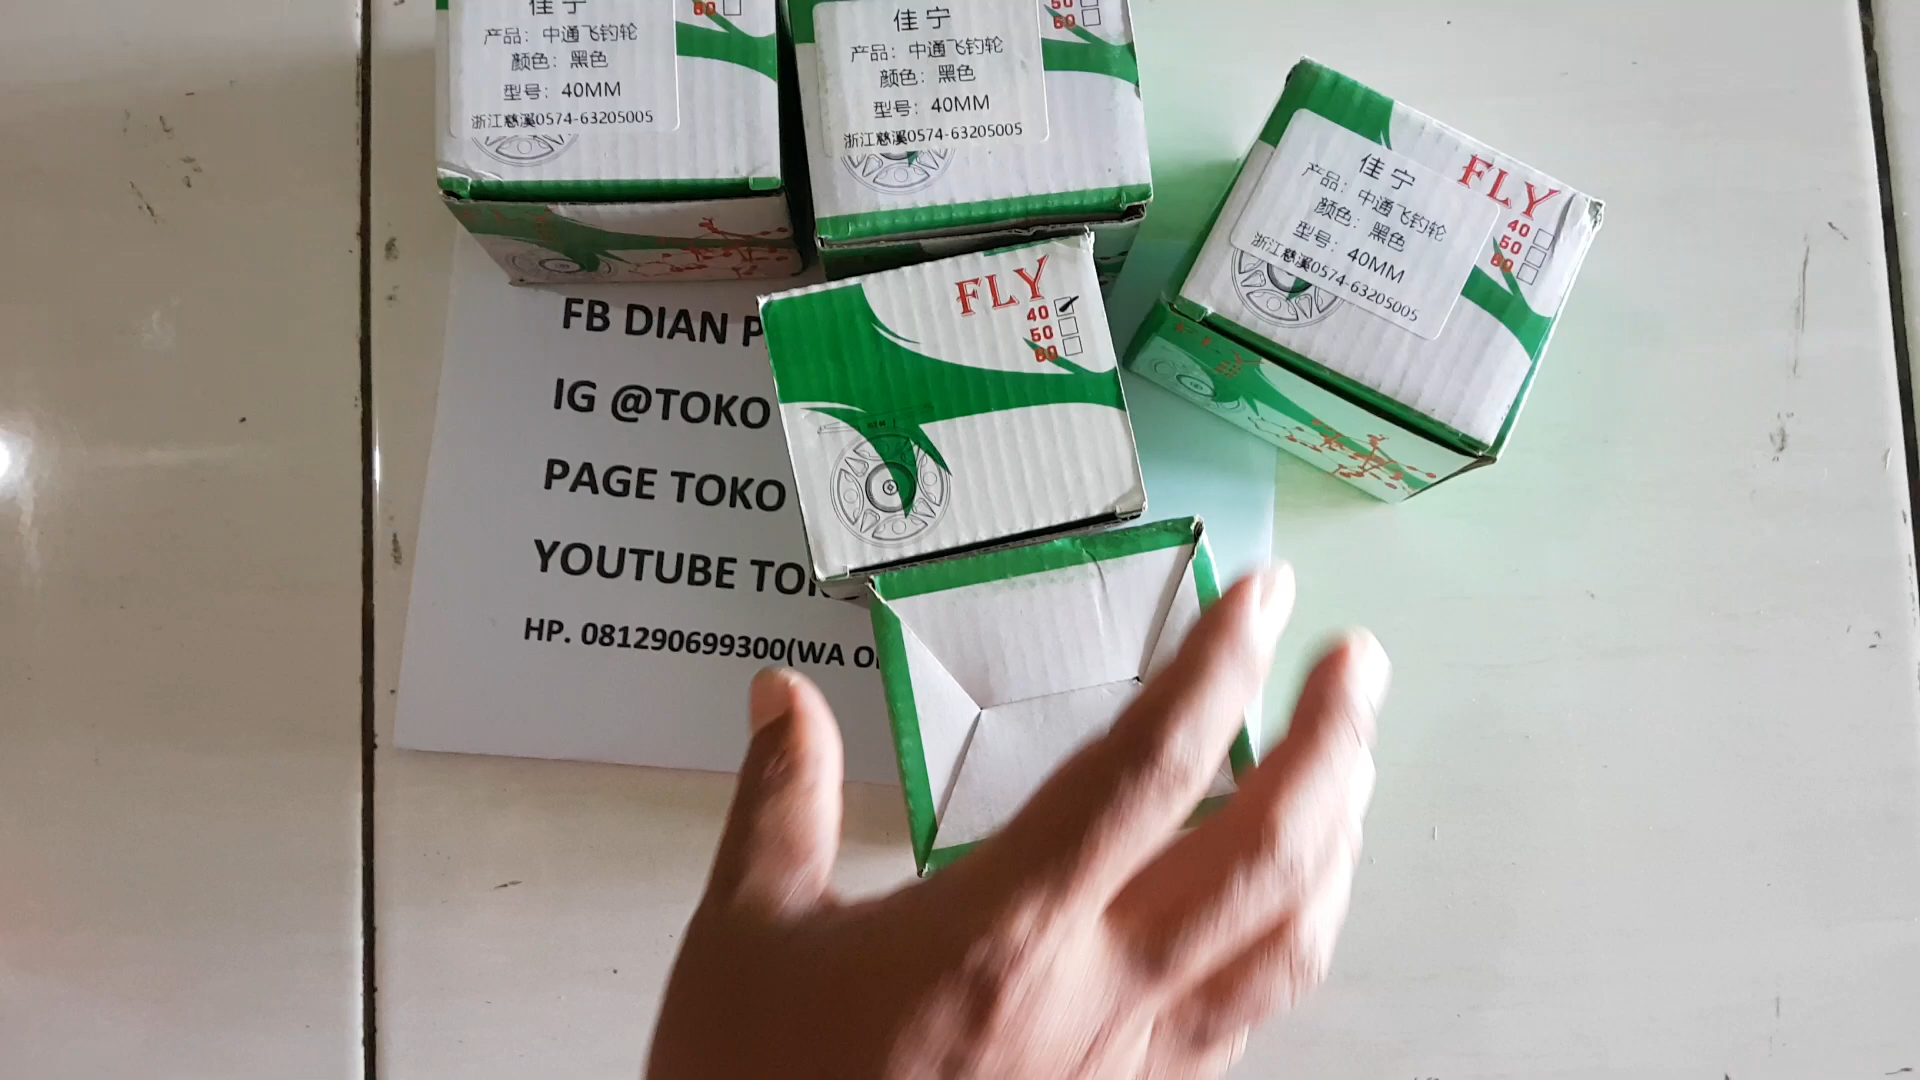 佳宁
产品：中通飞钓轮
颜色：黑色
型号：40MM
浙江慈溪0574-63205005
60
佳宁
产品：中通飞钓轮
颜色：黑色
型号：40MM
浙江慈溪0574-63205005
50
60
佳宁
产品：中通飞钓轮
颜色：黑色
型号：40MM
浙江慈溪0574-63205005
FLY
40
50
60
FLY
40
50
60
FB DIAN P
IG @TOKO
PAGE TOKO
YOUTUBE TOK
HP. 081290699300(WA O